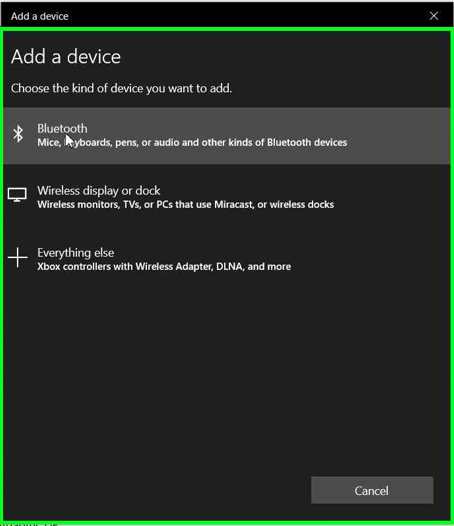 Add a device
Add a device
Choose the kind of device you want to add.
Bluetooth
Mice, keyboards, pens, or audio and other kinds of Bluetooth devices
Wireless display or dock
Wireless monitors, TVs, or PCs that use Miracast, or wireless docks
Everything else
Xbox controllers with Wireless Adapter, DLNA, and more
Cancel